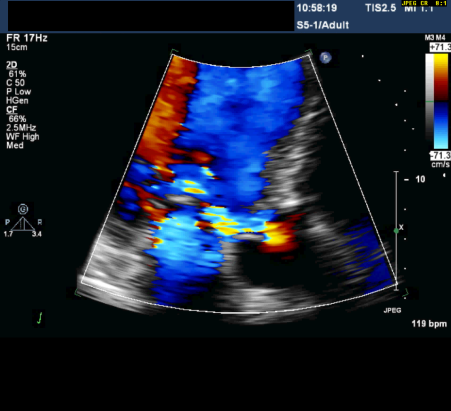 JPEG CR R:1
10:58:19 TIS2.5 MI 1.1
S5-1/Adult
FR 17Hz
15cm
M3 M4
+71.3
2D
61%
C 50
P Low
HGen
CF
66%
2.5MHz
WF High
Med
-71.3
cm/s
P
10
G
P R
1.7 3.4
X
JPEG
119 bpm